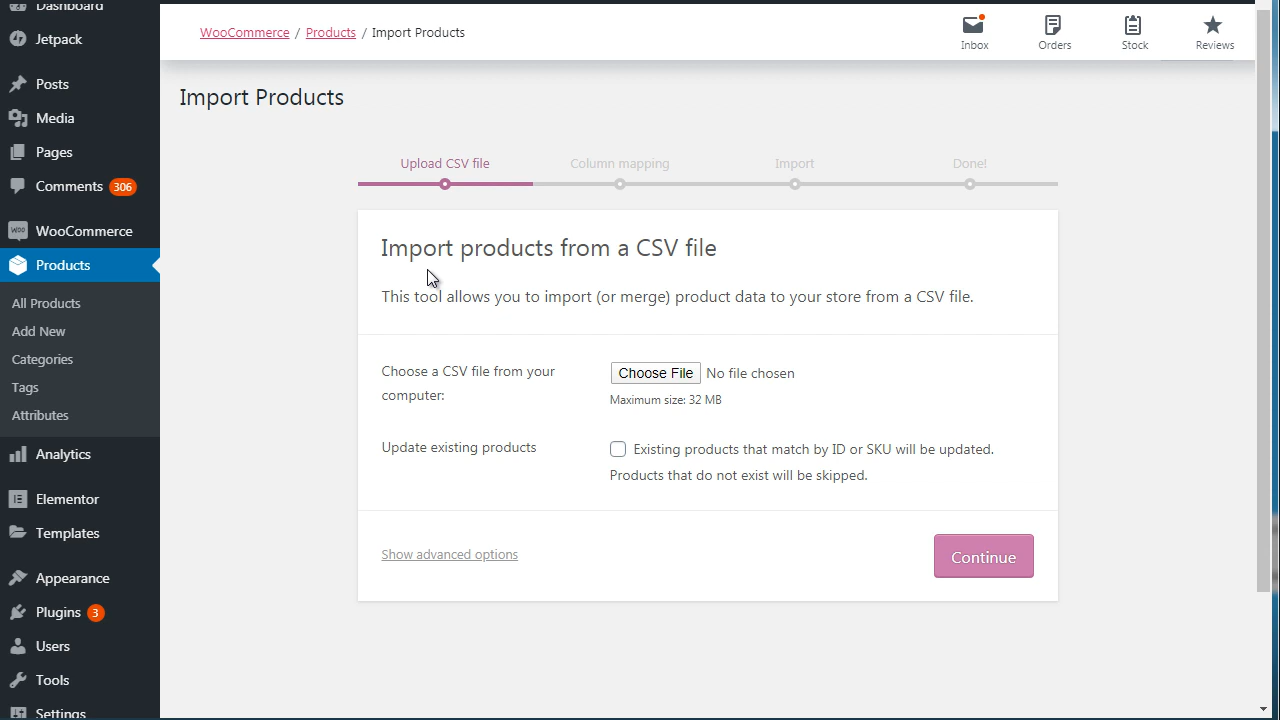 Dashboard
Jetpack
Posts
Media
Pages
Comments 306
WooCommerce
Products
All Products
Add New
Categories
Tags
Attributes
Analytics
Elementor
Templates
Appearance
Plugins 3
Users
Tools
Settings
WooCommerce / Products / Import Products
Inbox
Orders
Stock
Reviews
Import Products
Upload CSV file
Column mapping
Import
Done!
Import products from a CSV file
This tool allows you to import (or merge) product data to your store from a CSV file.
Choose a CSV file from your
computer:
Choose File No file chosen
Maximum size: 32 MB
Update existing products
Existing products that match by ID or SKU will be updated.
Products that do not exist will be skipped.
Show advanced options
Continue